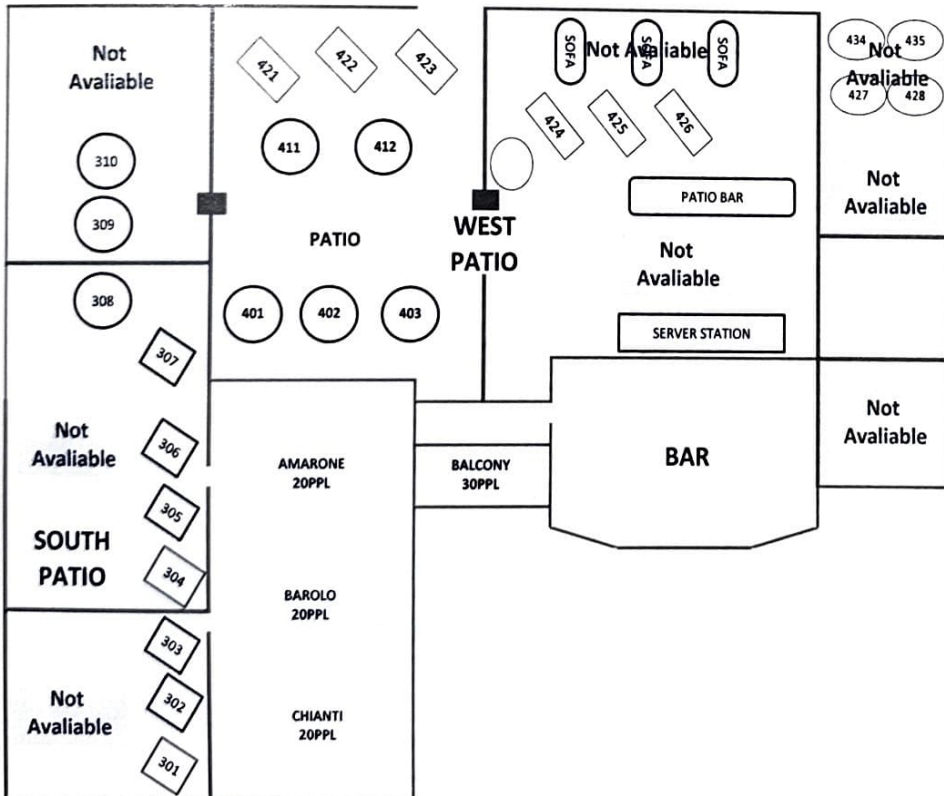 Not
Avaliable
310
309
308
307
Not
Avaliable
306
305
SOUTH
PATIO
304
303
Not
Avaliable
302
301
421
422
423
411
412
PATIO
401
402
403
WEST
PATIO
SOFA
SOFA
SOFA
Not Avaliable
424
425
426
PATIO BAR
Not
Avaliable
SERVER STATION
434
435
Not
Avaliable
427
428
Not
Avaliable
Not
Avaliable
AMARONE
20PPL
BALCONY
30PPL
BAR
BAROLO
20PPL
CHIANTI
20PPL